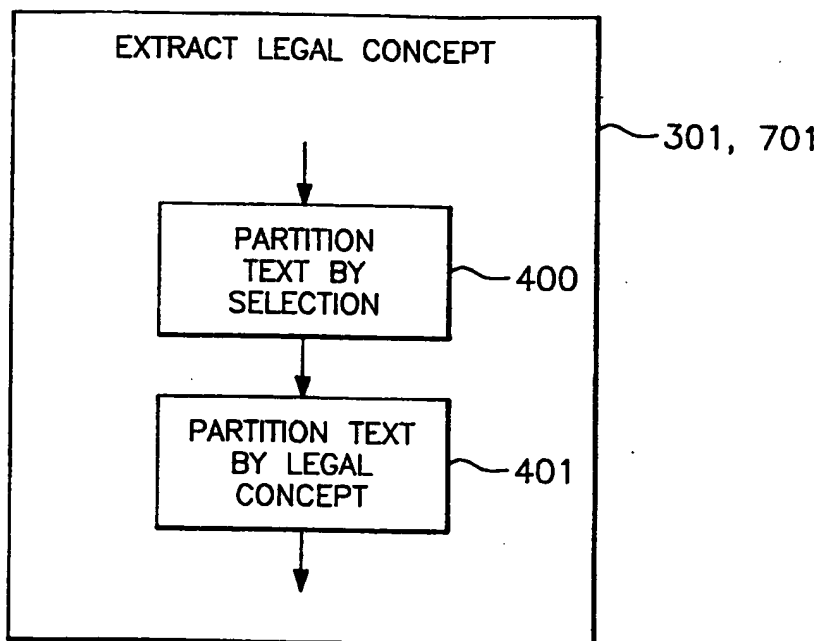 EXTRACT LEGAL CONCEPT
301, 701
PARTITION
TEXT BY
SELECTION
400
PARTITION TEXT
BY LEGAL
CONCEPT
401